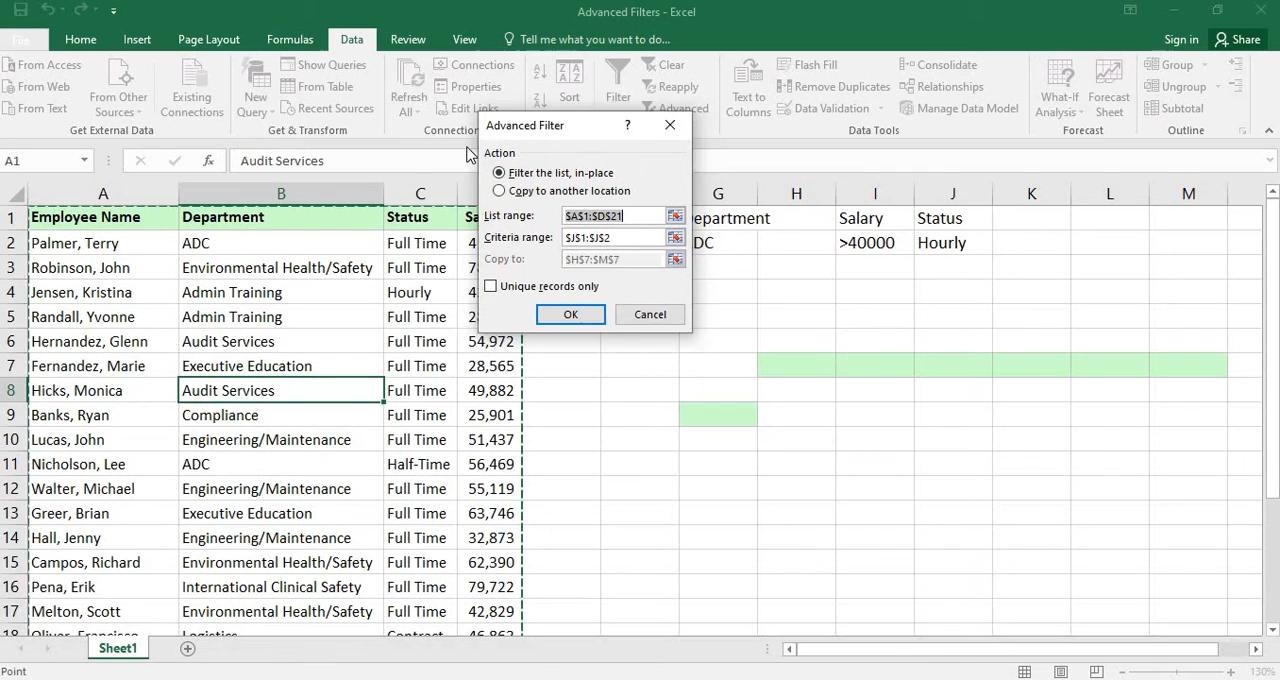 Advanced Filters - Excel
File Home Insert Page Layout Formulas Data Review View Tell me what you want to do... Sign in Share
From Access
From Web
From Text
From Other Sources
Existing Connections
Get External Data
New Query
Show Queries
From Table
Recent Sources
Get & Transform
Refresh All
Connections
Properties
Edit Links
Sort
Filter
Clear
Reapply
Advanced
Text to Columns
Flash Fill
Remove Duplicates
Data Validation
Consolidate
Relationships
Manage Data Model
Data Tools
What-If Analysis
Forecast Sheet
Forecast
Group
Ungroup
Subtotal
Outline
A1 fx Audit Services
Advanced Filter ?
Action
Filter the list, in-place
Copy to another location
List range: $A$1:$D$21
Criteria range: $J$1:$J$2
Copy to: $H$7:$M$7
Unique records only
OK Cancel
A B C G H I J K L M
1 Employee Name Department Status Salary Status
2 Palmer, Terry ADC Full Time >40000 Hourly
3 Robinson, John Environmental Health/Safety Full Time
4 Jensen, Kristina Admin Training Hourly
5 Randall, Yvonne Admin Training Full Time
6 Hernandez, Glenn Audit Services Full Time 54,972
7 Fernandez, Marie Executive Education Full Time 28,565
8 Hicks, Monica Audit Services Full Time 49,882
9 Banks, Ryan Compliance Full Time 25,901
10 Lucas, John Engineering/Maintenance Full Time 51,437
11 Nicholson, Lee ADC Half-Time 56,469
12 Walter, Michael Engineering/Maintenance Full Time 55,119
13 Greer, Brian Executive Education Full Time 63,746
14 Hall, Jenny Engineering/Maintenance Full Time 32,873
15 Campos, Richard Environmental Health/Safety Full Time 62,390
16 Pena, Erik International Clinical Safety Full Time 79,722
17 Melton, Scott Environmental Health/Safety Full Time 42,829
18 Oliver, Francisco Logistics Contract 46,863
Sheet1
Point 130%